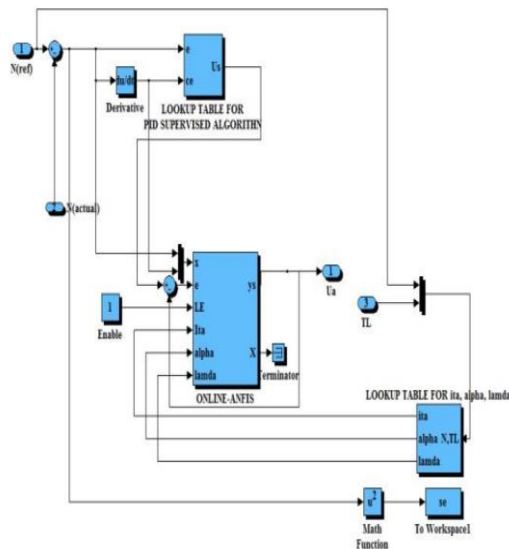 1
N(ref)
e
ce
Us
du/dt
Derivative
LOOKUP TABLE FOR
PID SUPERVISED ALGORITHN
N(actual)
x
e
LE
Ita
alpha
lamda
ys
X
1
Enable
1
Ua
3
TL
Terminator
ONLINE-ANFIS
LOOKUP TABLE FOR ita, alpha, lamda
ita
alpha N,TL
lamda
u²
Math
Function
se
To Workspace1